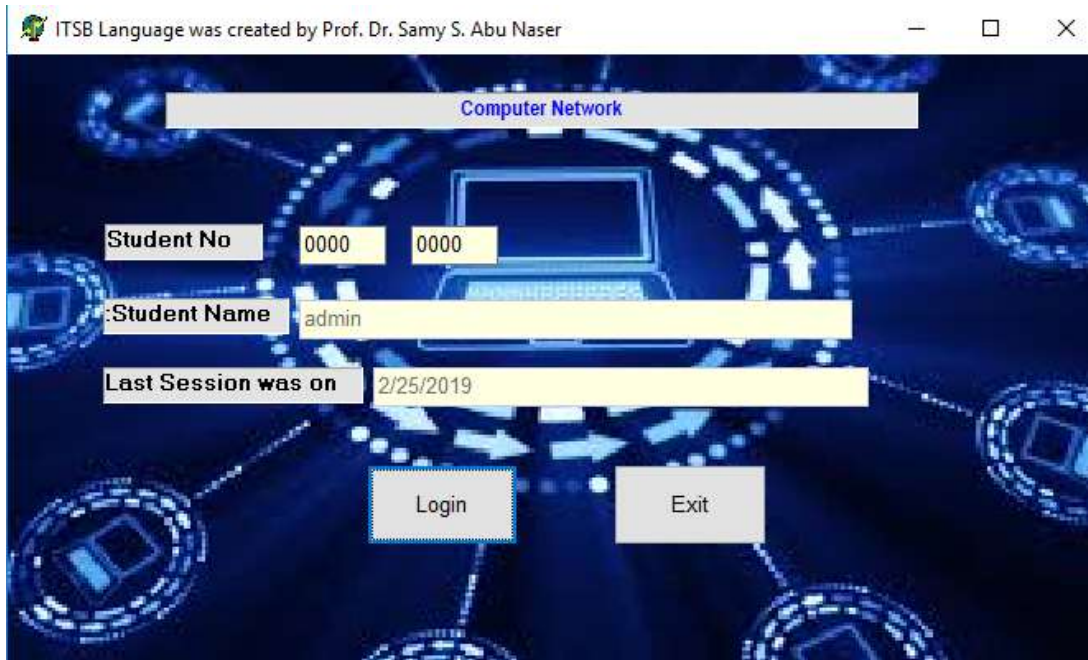 ITSB Language was created by Prof. Dr. Samy S. Abu Naser
Computer Network
Student No 0000 0000
:Student Name admin
Last Session was on 2/25/2019
Login Exit